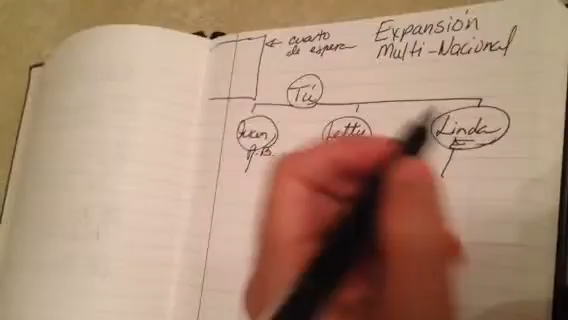 Expansión
Multi-Nacional
← cuarto
de espera
Tú
Juan
Letty
Linda
A.B.